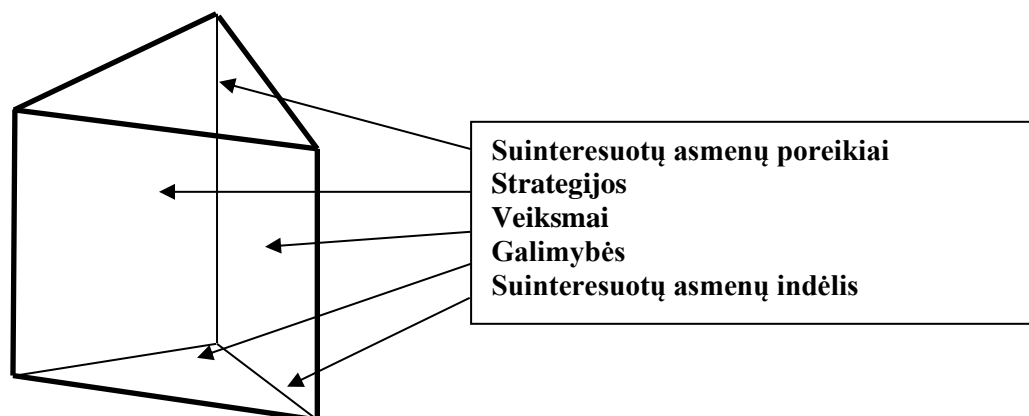 Suinteresuotų asmenų poreikiai
Strategijos
Veiksmai
Galimybės
Suinteresuotų asmenų indėlis